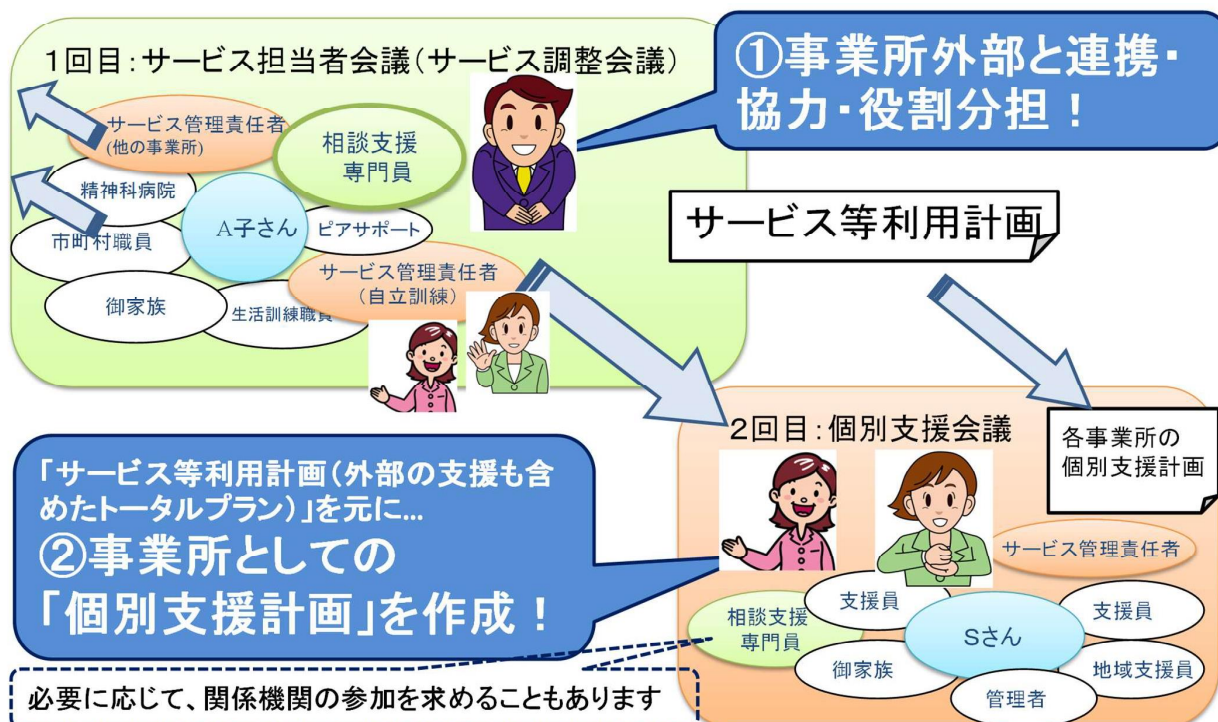 1回目:サービス担当者会議(サービス調整会議)
①事業所外部と連携・
協力・役割分担！
サービス管理責任者
(他の事業所)
相談支援
専門員
精神科病院
A子さん
ピアサポート
市町村職員
サービス管理責任者
(自立訓練)
御家族
生活訓練職員
サービス等利用計画
2回目:個別支援会議
各事業所の
個別支援計画
「サービス等利用計画(外部の支援も含
めたトータルプラン)」を元に…
②事業所としての
「個別支援計画」を作成！
サービス管理責任者
相談支援
専門員
支援員
Sさん
支援員
御家族
地域支援員
管理者
必要に応じて、関係機関の参加を求めることもあります